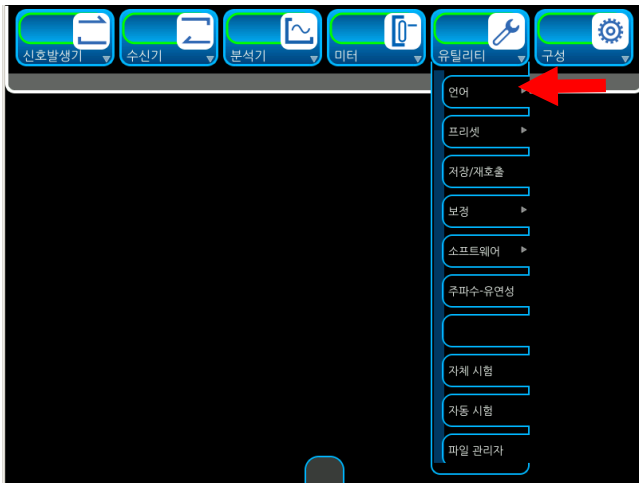 신호발생기
수신기
분석기
미터
유틸리티
구성
언어
프리셋
저장/재호출
보정
소프트웨어
주파수-유연성
자체 시험
자동 시험
파일 관리자